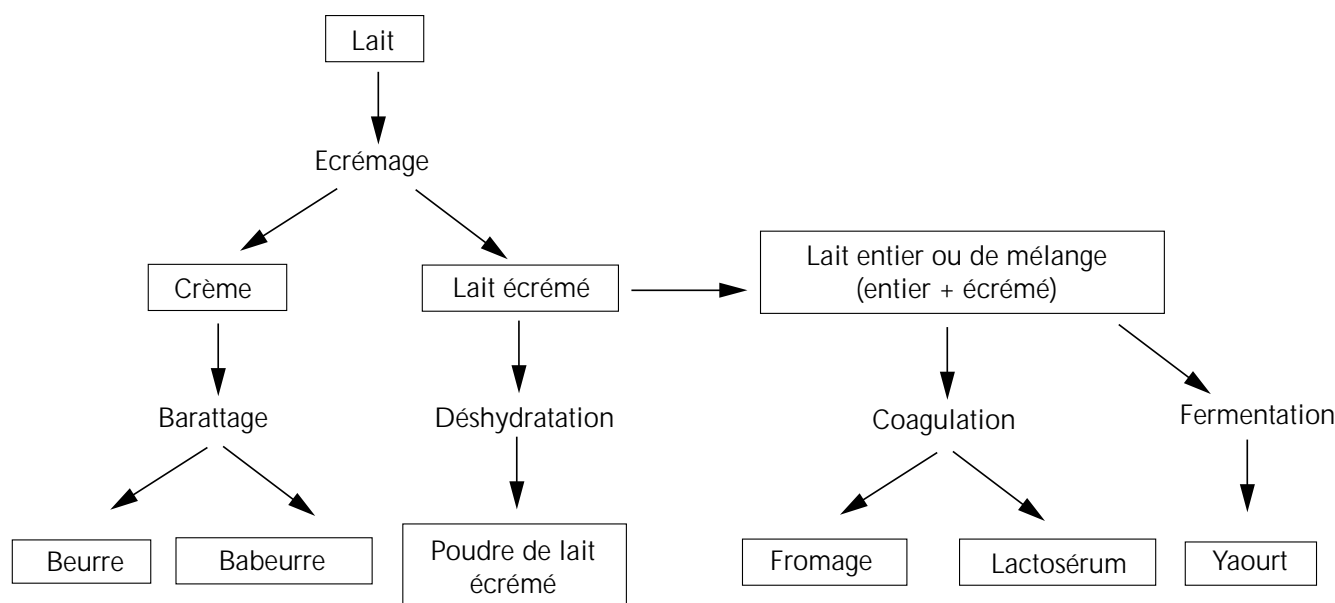 Lait
Ecrémage
Crème
Lait écrémé
Lait entier ou de mélange
(entier + écrémé)
Barattage
Déshydratation
Coagulation
Fermentation
Beurre
Babeurre
Poudre de lait
écrémé
Fromage
Lactosérum
Yaourt